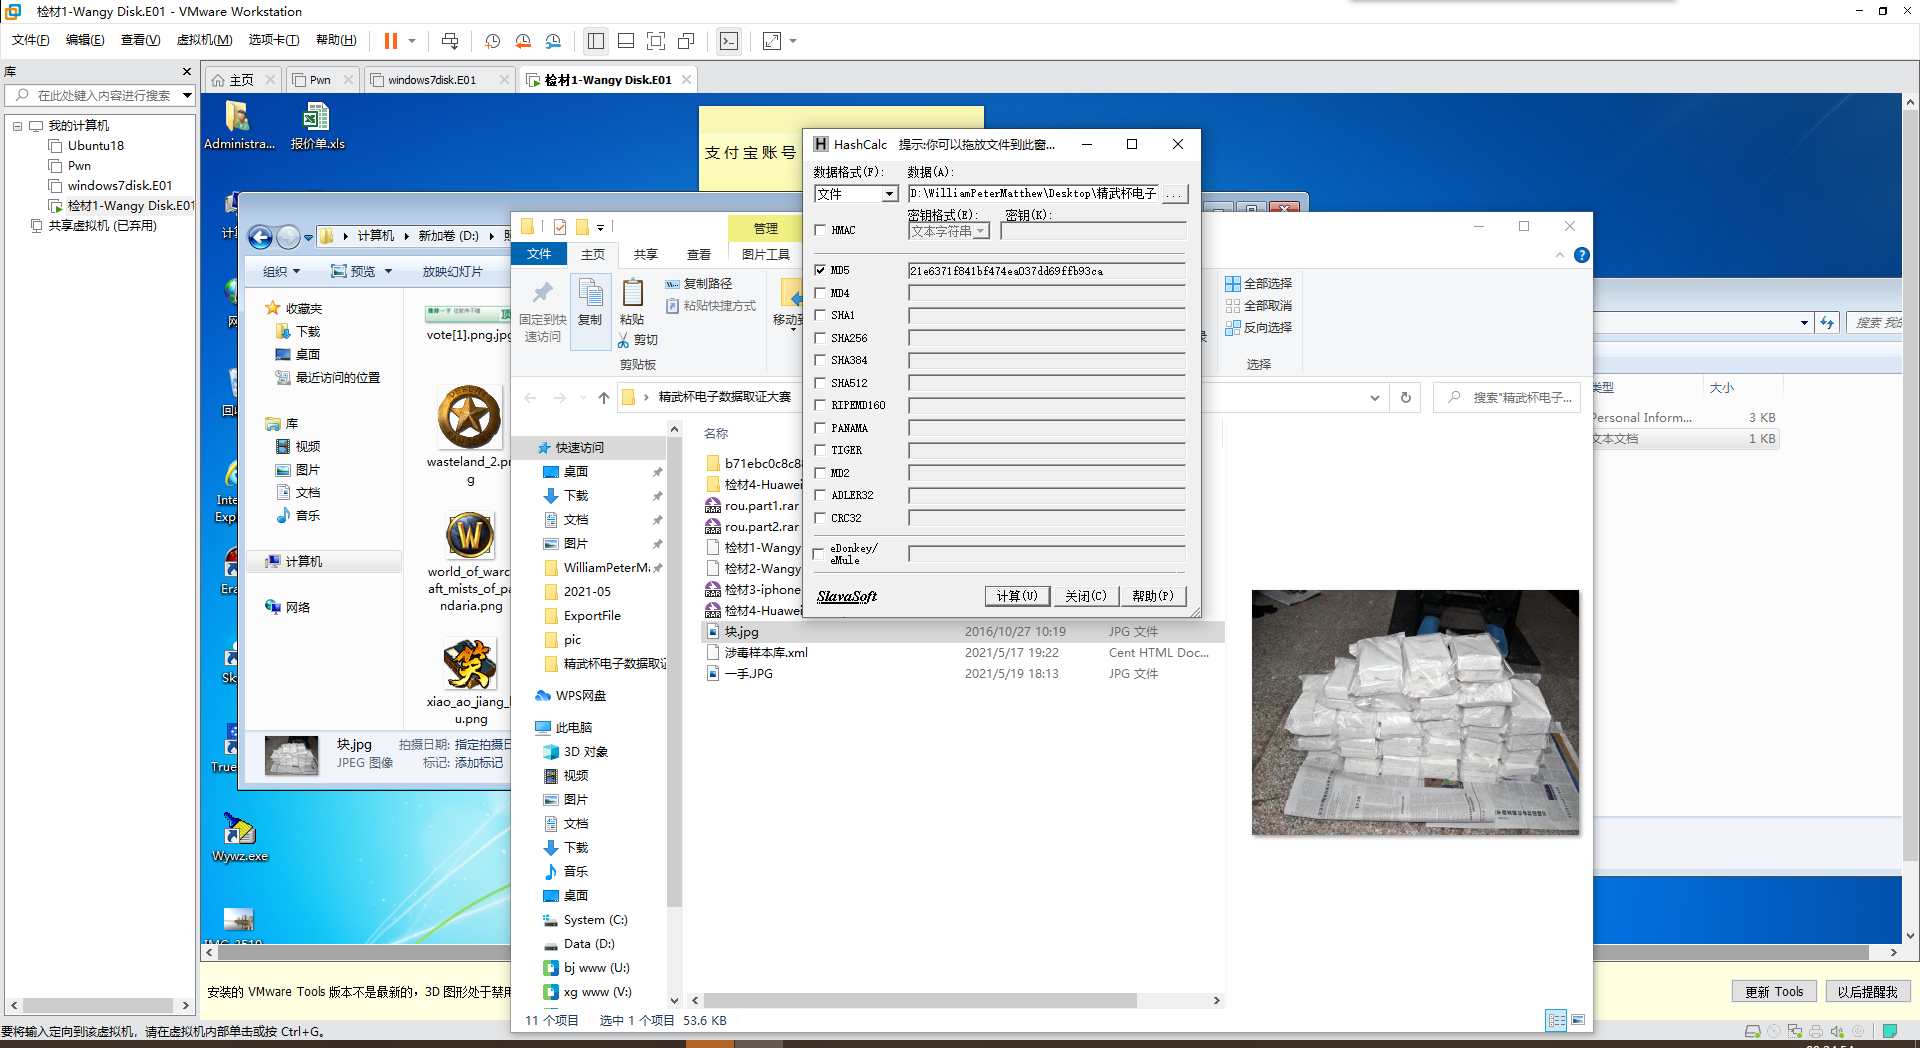 检材1-Wangy Disk.E01 - VMware Workstation
文件(F) 编辑(E) 查看(V) 虚拟机(M) 选项卡(T) 帮助(H)
库
在此处键入内容进行搜索
我的计算机
Ubuntu18
Pwn
windows7disk.E01
检材1-Wangy Disk.E01
共享虚拟机 (已弃用)
主页 Pwn windows7disk.E01 检材1-Wangy Disk.E01
Administra...
报价单.xls
支付宝账号
Wywz.exe
计算机 新加卷 (D:)
组织 预览 放映幻灯片
收藏夹
下载
桌面
最近访问的位置
库
视频
图片
文档
音乐
计算机
网络
vote[1].png.jpg
wasteland_2.pn
g
world_of_warc
aft_mists_of_pa
ndaria.png
xiao_ao_jiang_h
u.png
块.jpg 拍摄日期: 指定拍摄日
JPEG 图像 标记: 添加标记
管理
文件 主页 共享 查看 图片工具
固定到快
速访问
复制
粘贴
复制路径
粘贴快捷方式
剪切
剪贴板
移动到
全部选择
全部取消
反向选择
选择
精武杯电子数据取证大赛
搜索"精武杯电子...
快速访问
桌面
下载
文档
图片
WilliamPeterMa
2021-05
ExportFile
pic
精武杯电子数据取证
WPS网盘
此电脑
3D 对象
视频
图片
文档
下载
音乐
桌面
System (C:)
Data (D:)
bj www (U:)
xg www (V:)
名称
b71ebc0c8c88
检材4-Huawei
rou.part1.rar
rou.part2.rar
检材1-Wangy
检材2-Wangy
检材3-iphone
检材4-Huawei
块.jpg 2016/10/27 10:19 JPG 文件
涉毒样本库.xml 2021/5/17 19:22 Cent HTML Doc...
一手.JPG 2021/5/19 18:13 JPG 文件
11 个项目 选中 1 个项目 53.6 KB
HashCalc 提示:你可以拖放文件到此窗...
数据格式(F): 数据(A):
文件 D:\WilliamPeterMatthew\Desktop\精武杯电子 ...
密钥格式(E): 密钥(K):
HMAC 文本字符串
MD5 21e6371f841bf474ea037dd69ffb93ca
MD4
SHA1
SHA256
SHA384
SHA512
RIPEMD160
PANAMA
TIGER
MD2
ADLER32
CRC32
eDonkey/
eMule
SlavaSoft 计算(U) 关闭(C) 帮助(P)
搜索 我的
类型 大小
Personal Inform... 3 KB
文本文档 1 KB
安装的 VMware Tools 版本不是最新的，3D 图形处于禁用
更新 Tools 以后提醒我
要将输入定向到该虚拟机，请在虚拟机内部单击或按 Ctrl+G。